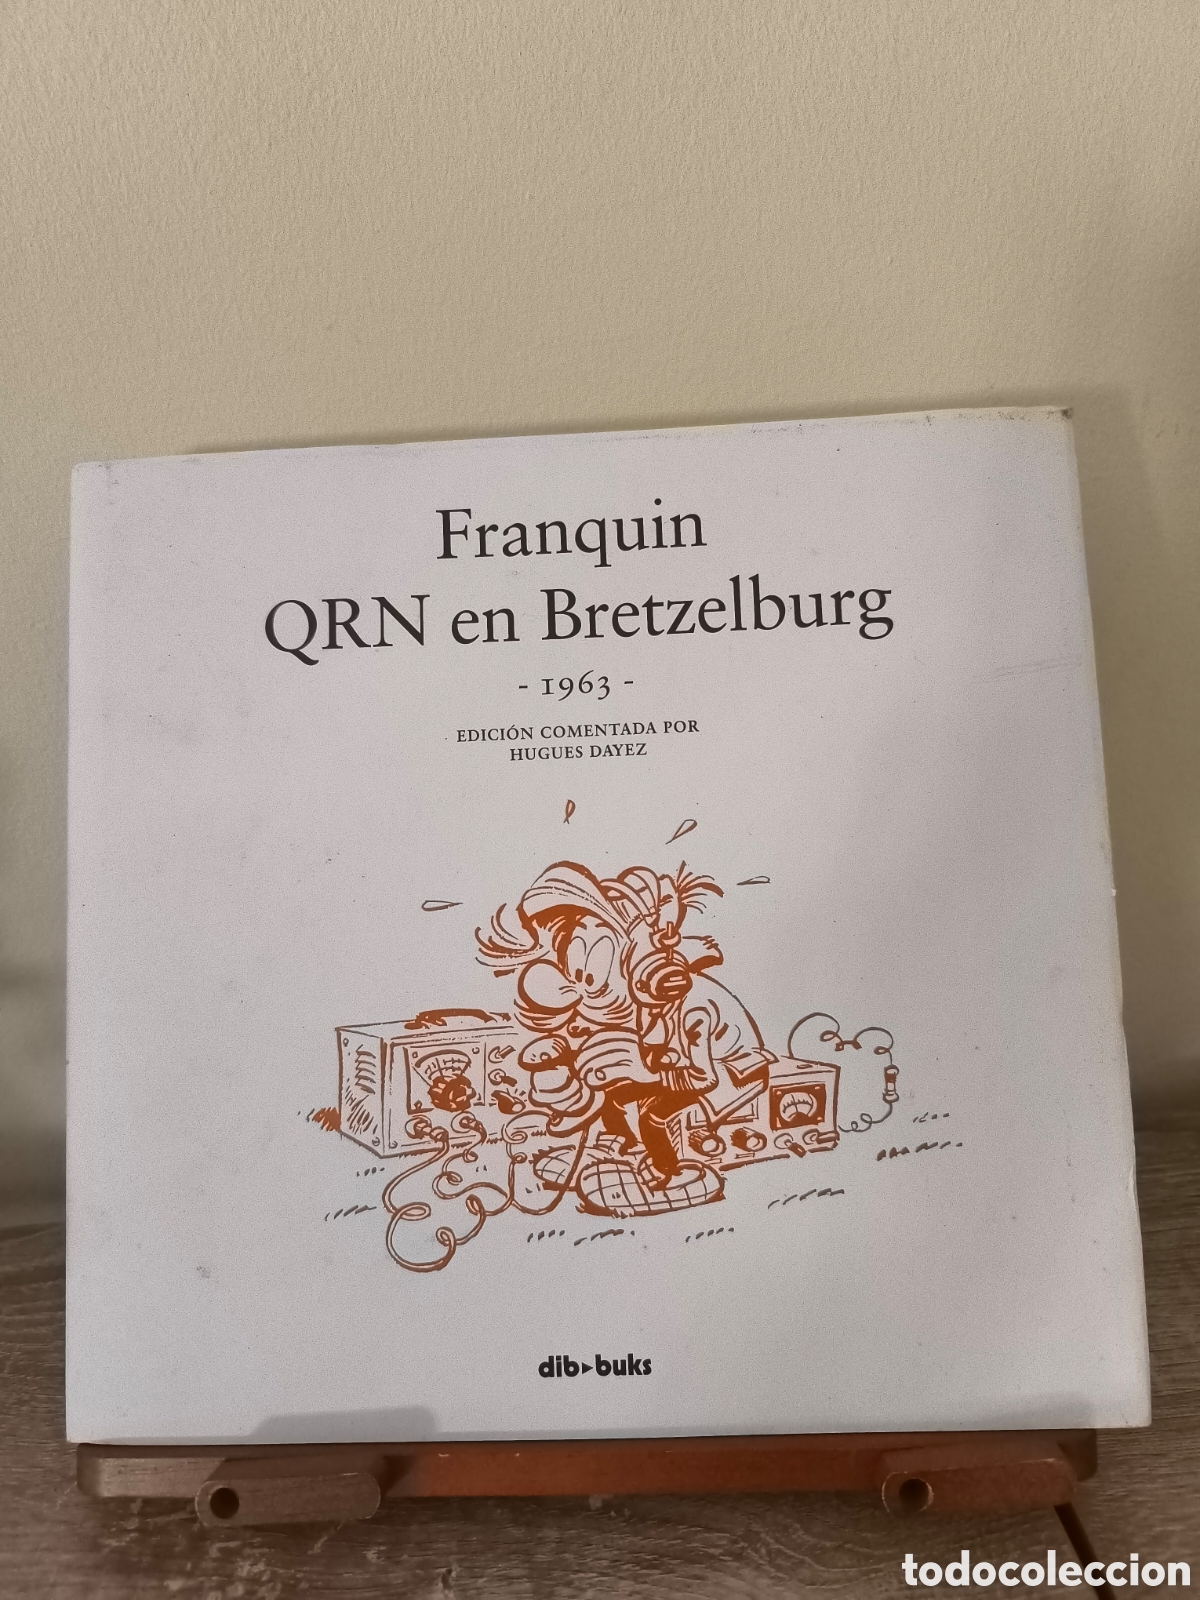 Franquin
QRN en Bretzelburg
- 1963 -
EDICIÓN COMENTADA POR
HUGUES DAYEZ
dib▸buks
todocoleccion